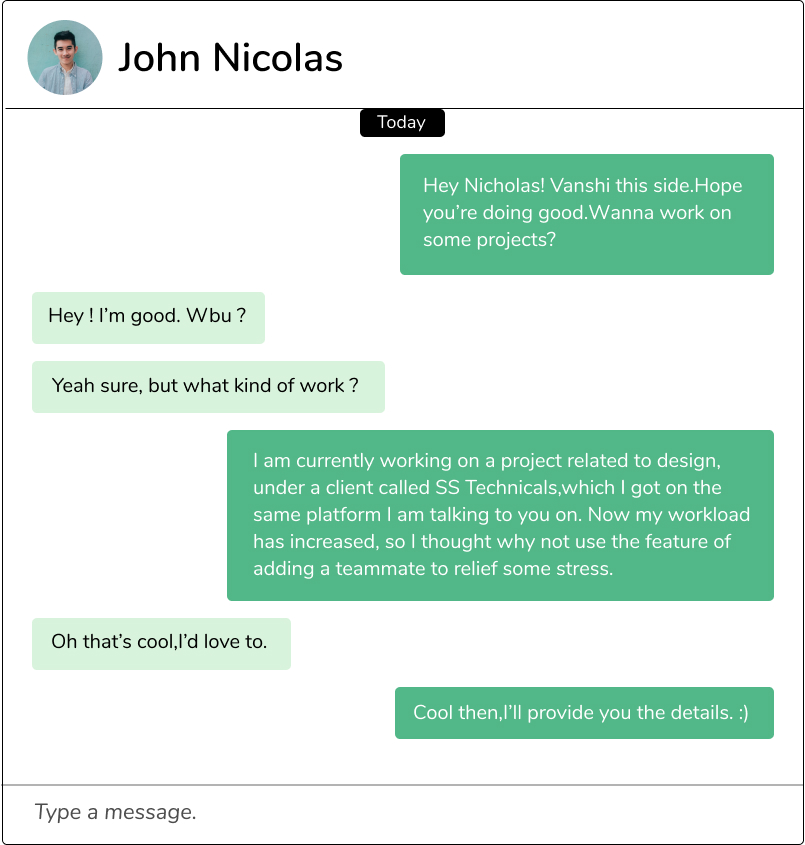 John Nicolas
Today
Hey Nicholas! Vanshi this side.Hope
you’re doing good.Wanna work on
some projects?
Hey ! I’m good. Wbu ?
Yeah sure, but what kind of work ?
I am currently working on a project related to design,
under a client called SS Technicals,which I got on the
same platform I am talking to you on. Now my workload
has increased, so I thought why not use the feature of
adding a teammate to relief some stress.
Oh that’s cool,I’d love to.
Cool then,I’ll provide you the details. :)
Type a message.